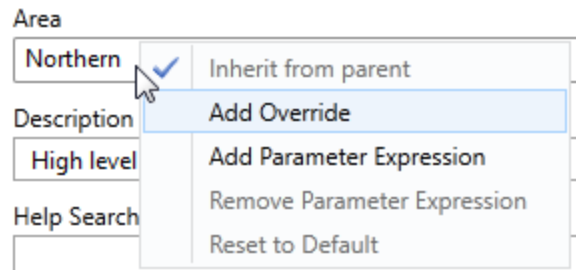 Area
Northern
Inherit from parent
Add Override
Description
Add Parameter Expression
High level
Remove Parameter Expression
Help Search
Reset to Default